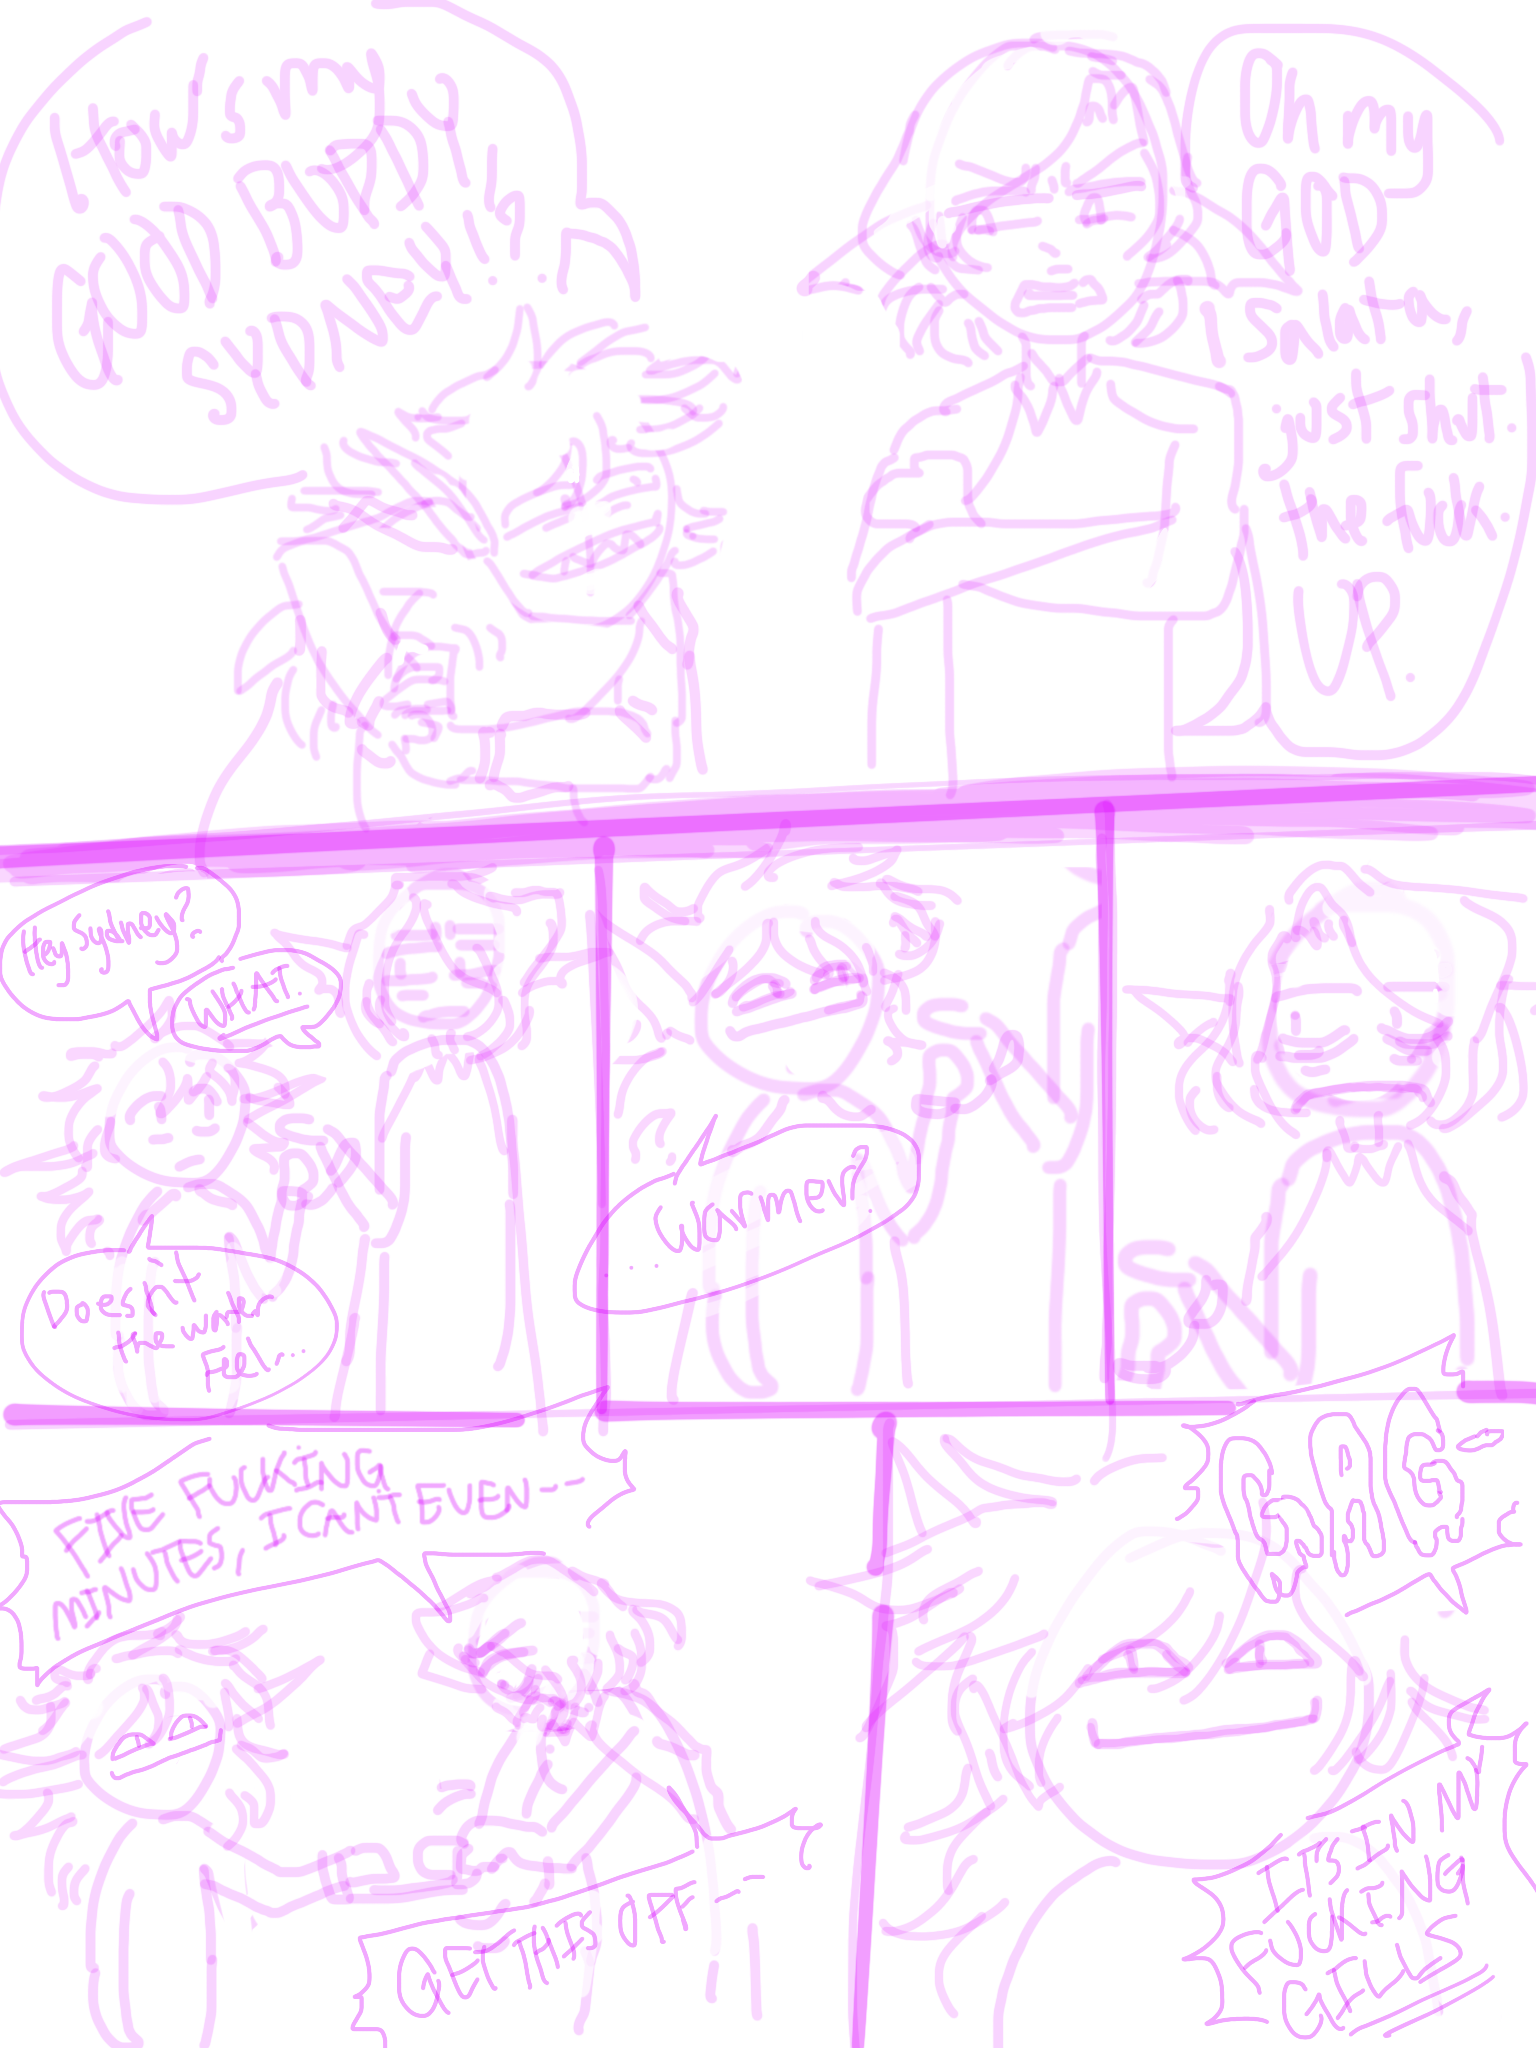 How's my
GOOD BUDDY
SYDNEY!!?
Oh my
GOD
Salata,
just shut.
the fuck.
UP.
Hey Sydney?
WHAT.
Doesn't
the water
Feel...
...Warmer?
FIVE FUCKING
MINUTES, I CANT EVEN---
GET THIS OFF---
GAG-
IT'S IN MY
FUCKING
GILLS